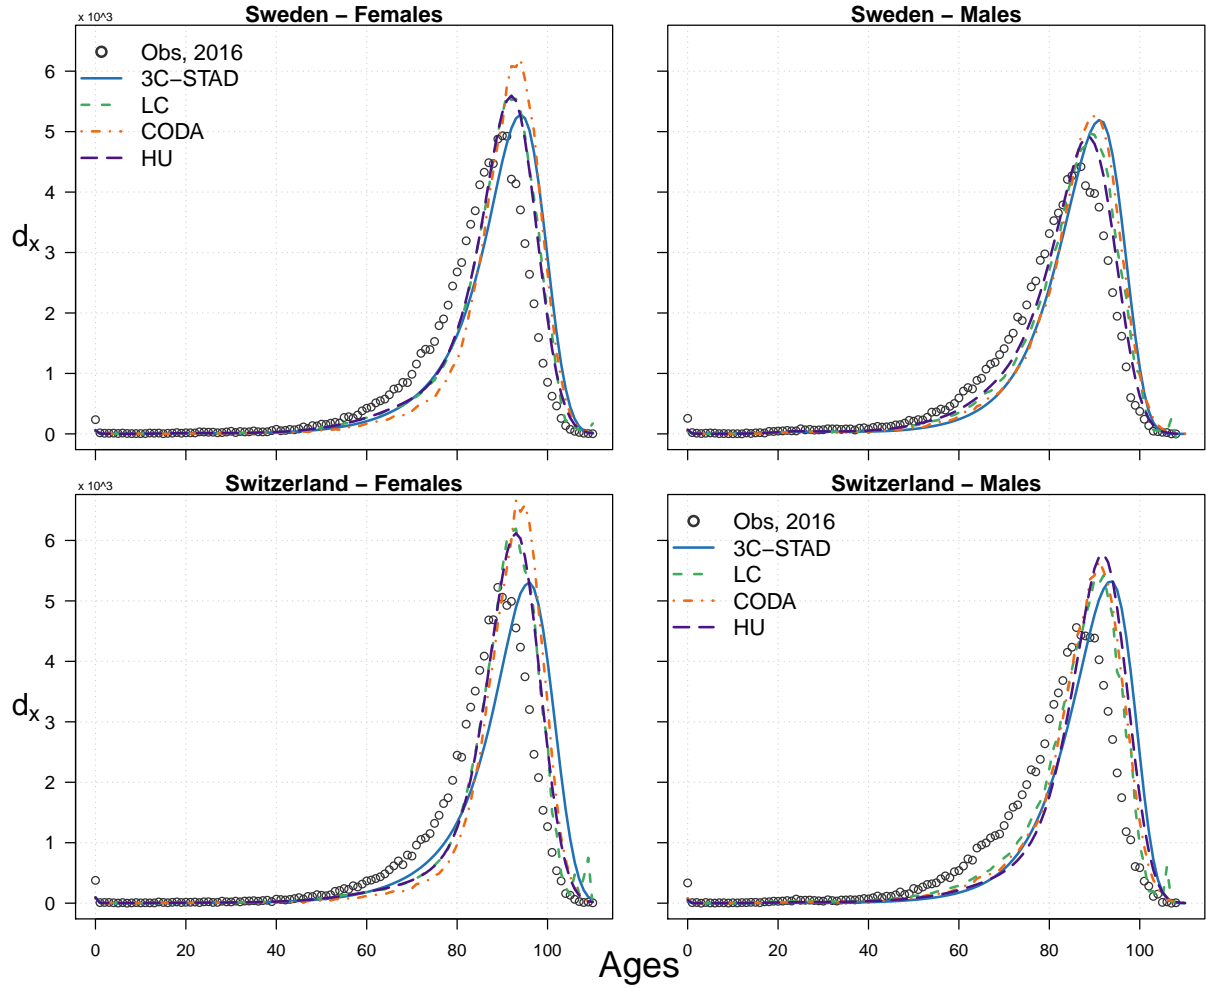 Sweden – Females
Sweden – Males
x 10^3
Obs, 2016
3C–STAD
LC
CODA
HU
6
5
4
3
2
1
0
dx
Switzerland – Females
Switzerland – Males
x 10^3
Obs, 2016
3C–STAD
LC
CODA
HU
6
5
4
3
2
1
0
dx
0 20 40 60 80 100
0 20 40 60 80 100
Ages